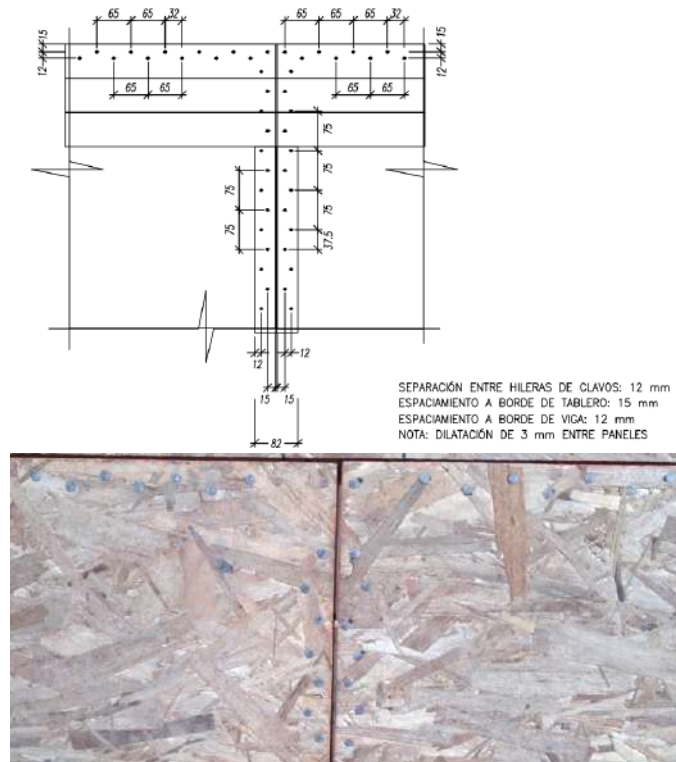 65 65 32 65 65 32
15 15
12 12
65 65 65 65
75
75 75
75 75
37.5
12 12
15 15
82
SEPARACIÓN ENTRE HILERAS DE CLAVOS: 12 mm
ESPACIAMIENTO A BORDE DE TABLERO: 15 mm
ESPACIAMIENTO A BORDE DE VIGA: 12 mm
NOTA: DILATACIÓN DE 3 mm ENTRE PANELES